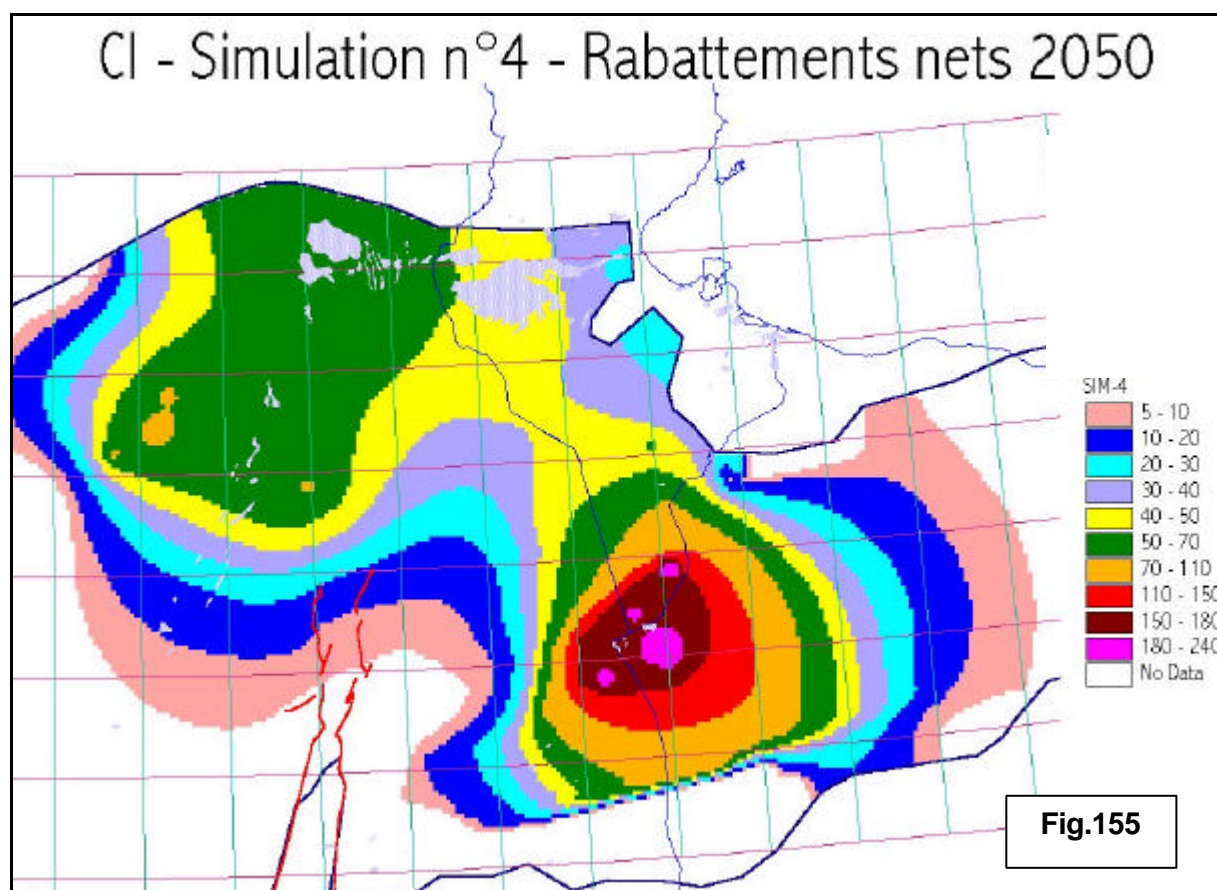 CI - Simulation n°4 - Rabattements nets 2050
SIM-4
5 - 10
10 - 20
20 - 30
30 - 40
40 - 50
50 - 70
70 - 110
110 - 150
150 - 180
180 - 240
No Data
Fig.155